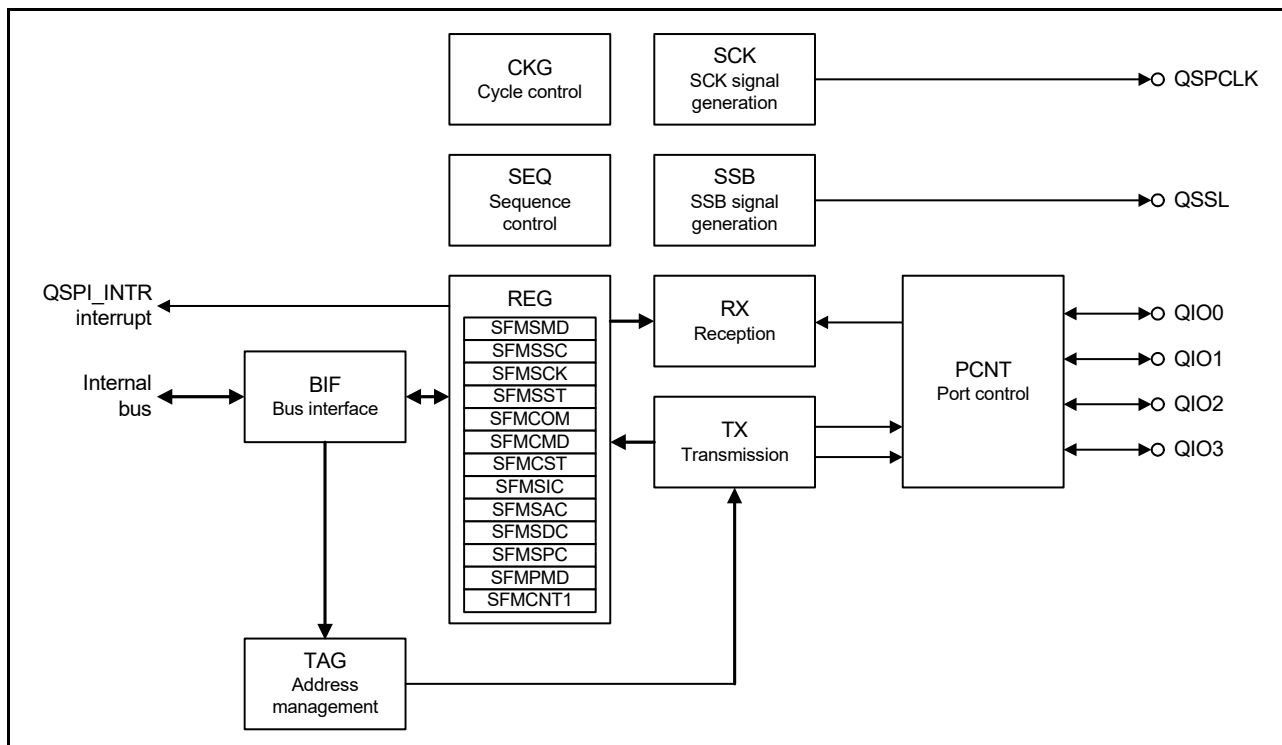 CKG
Cycle control
SCK
SCK signal
generation
QSPCLK
SEQ
Sequence
control
SSB
SSB signal
generation
QSSL
QSPI_INTR
interrupt
REG
SFMSMD
SFMSSC
SFMSCK
SFMSST
SFMCOM
SFMCMD
SFMCST
SFMSIC
SFMSAC
SFMSDC
SFMSPC
SFMPMD
SFMCNT1
RX
Reception
PCNT
Port control
QIO0
QIO1
QIO2
QIO3
Internal
bus
BIF
Bus interface
TX
Transmission
TAG
Address
management